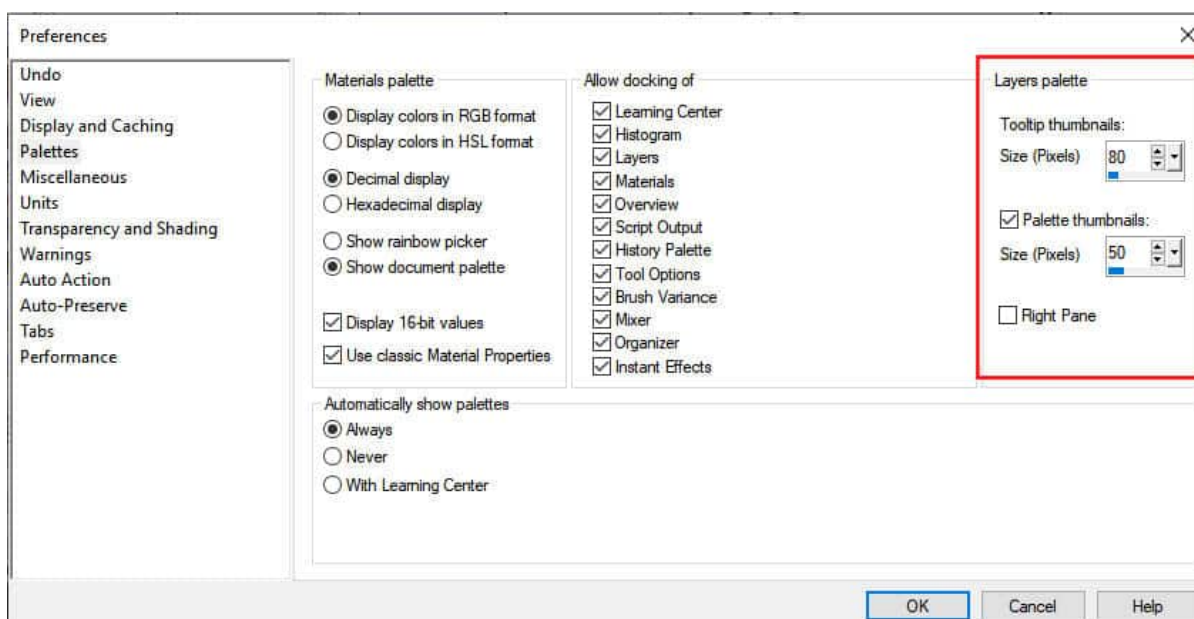 Preferences
Undo
View
Display and Caching
Palettes
Miscellaneous
Units
Transparency and Shading
Warnings
Auto Action
Auto-Preserve
Tabs
Performance
Materials palette
Display colors in RGB format
Display colors in HSL format
Decimal display
Hexadecimal display
Show rainbow picker
Show document palette
Display 16-bit values
Use classic Material Properties
Allow docking of
Learning Center
Histogram
Layers
Materials
Overview
Script Output
History Palette
Tool Options
Brush Variance
Mixer
Organizer
Instant Effects
Layers palette
Tooltip thumbnails:
Size (Pixels) 80
Palette thumbnails:
Size (Pixels) 50
Right Pane
Automatically show palettes
Always
Never
With Learning Center
OK Cancel Help